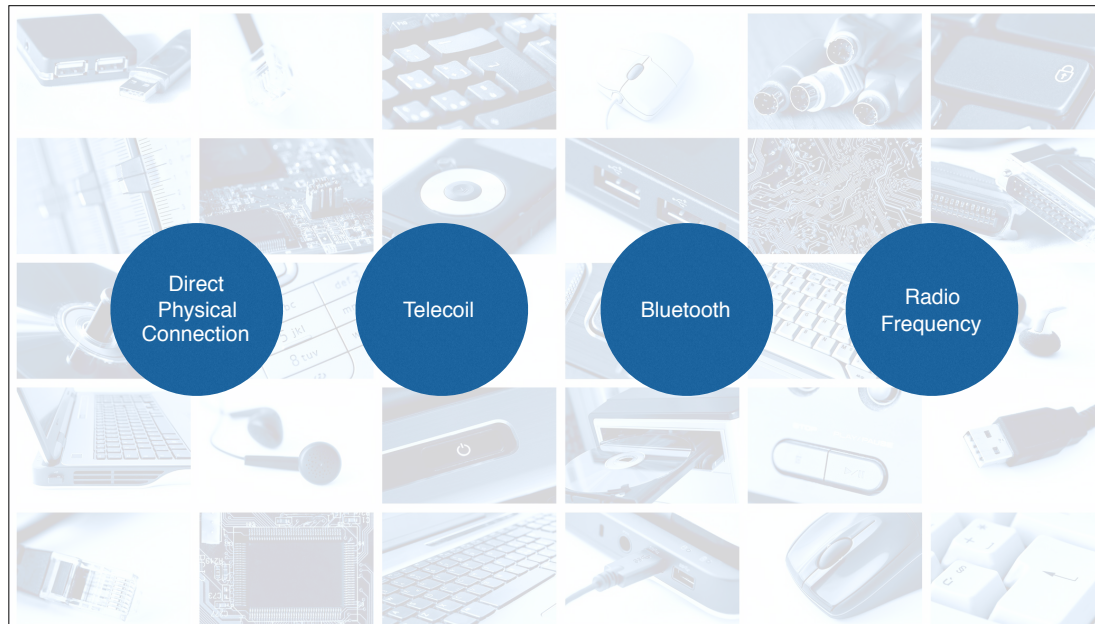 Direct
Physical
Connection
Telecoil
Bluetooth
Radio
Frequency